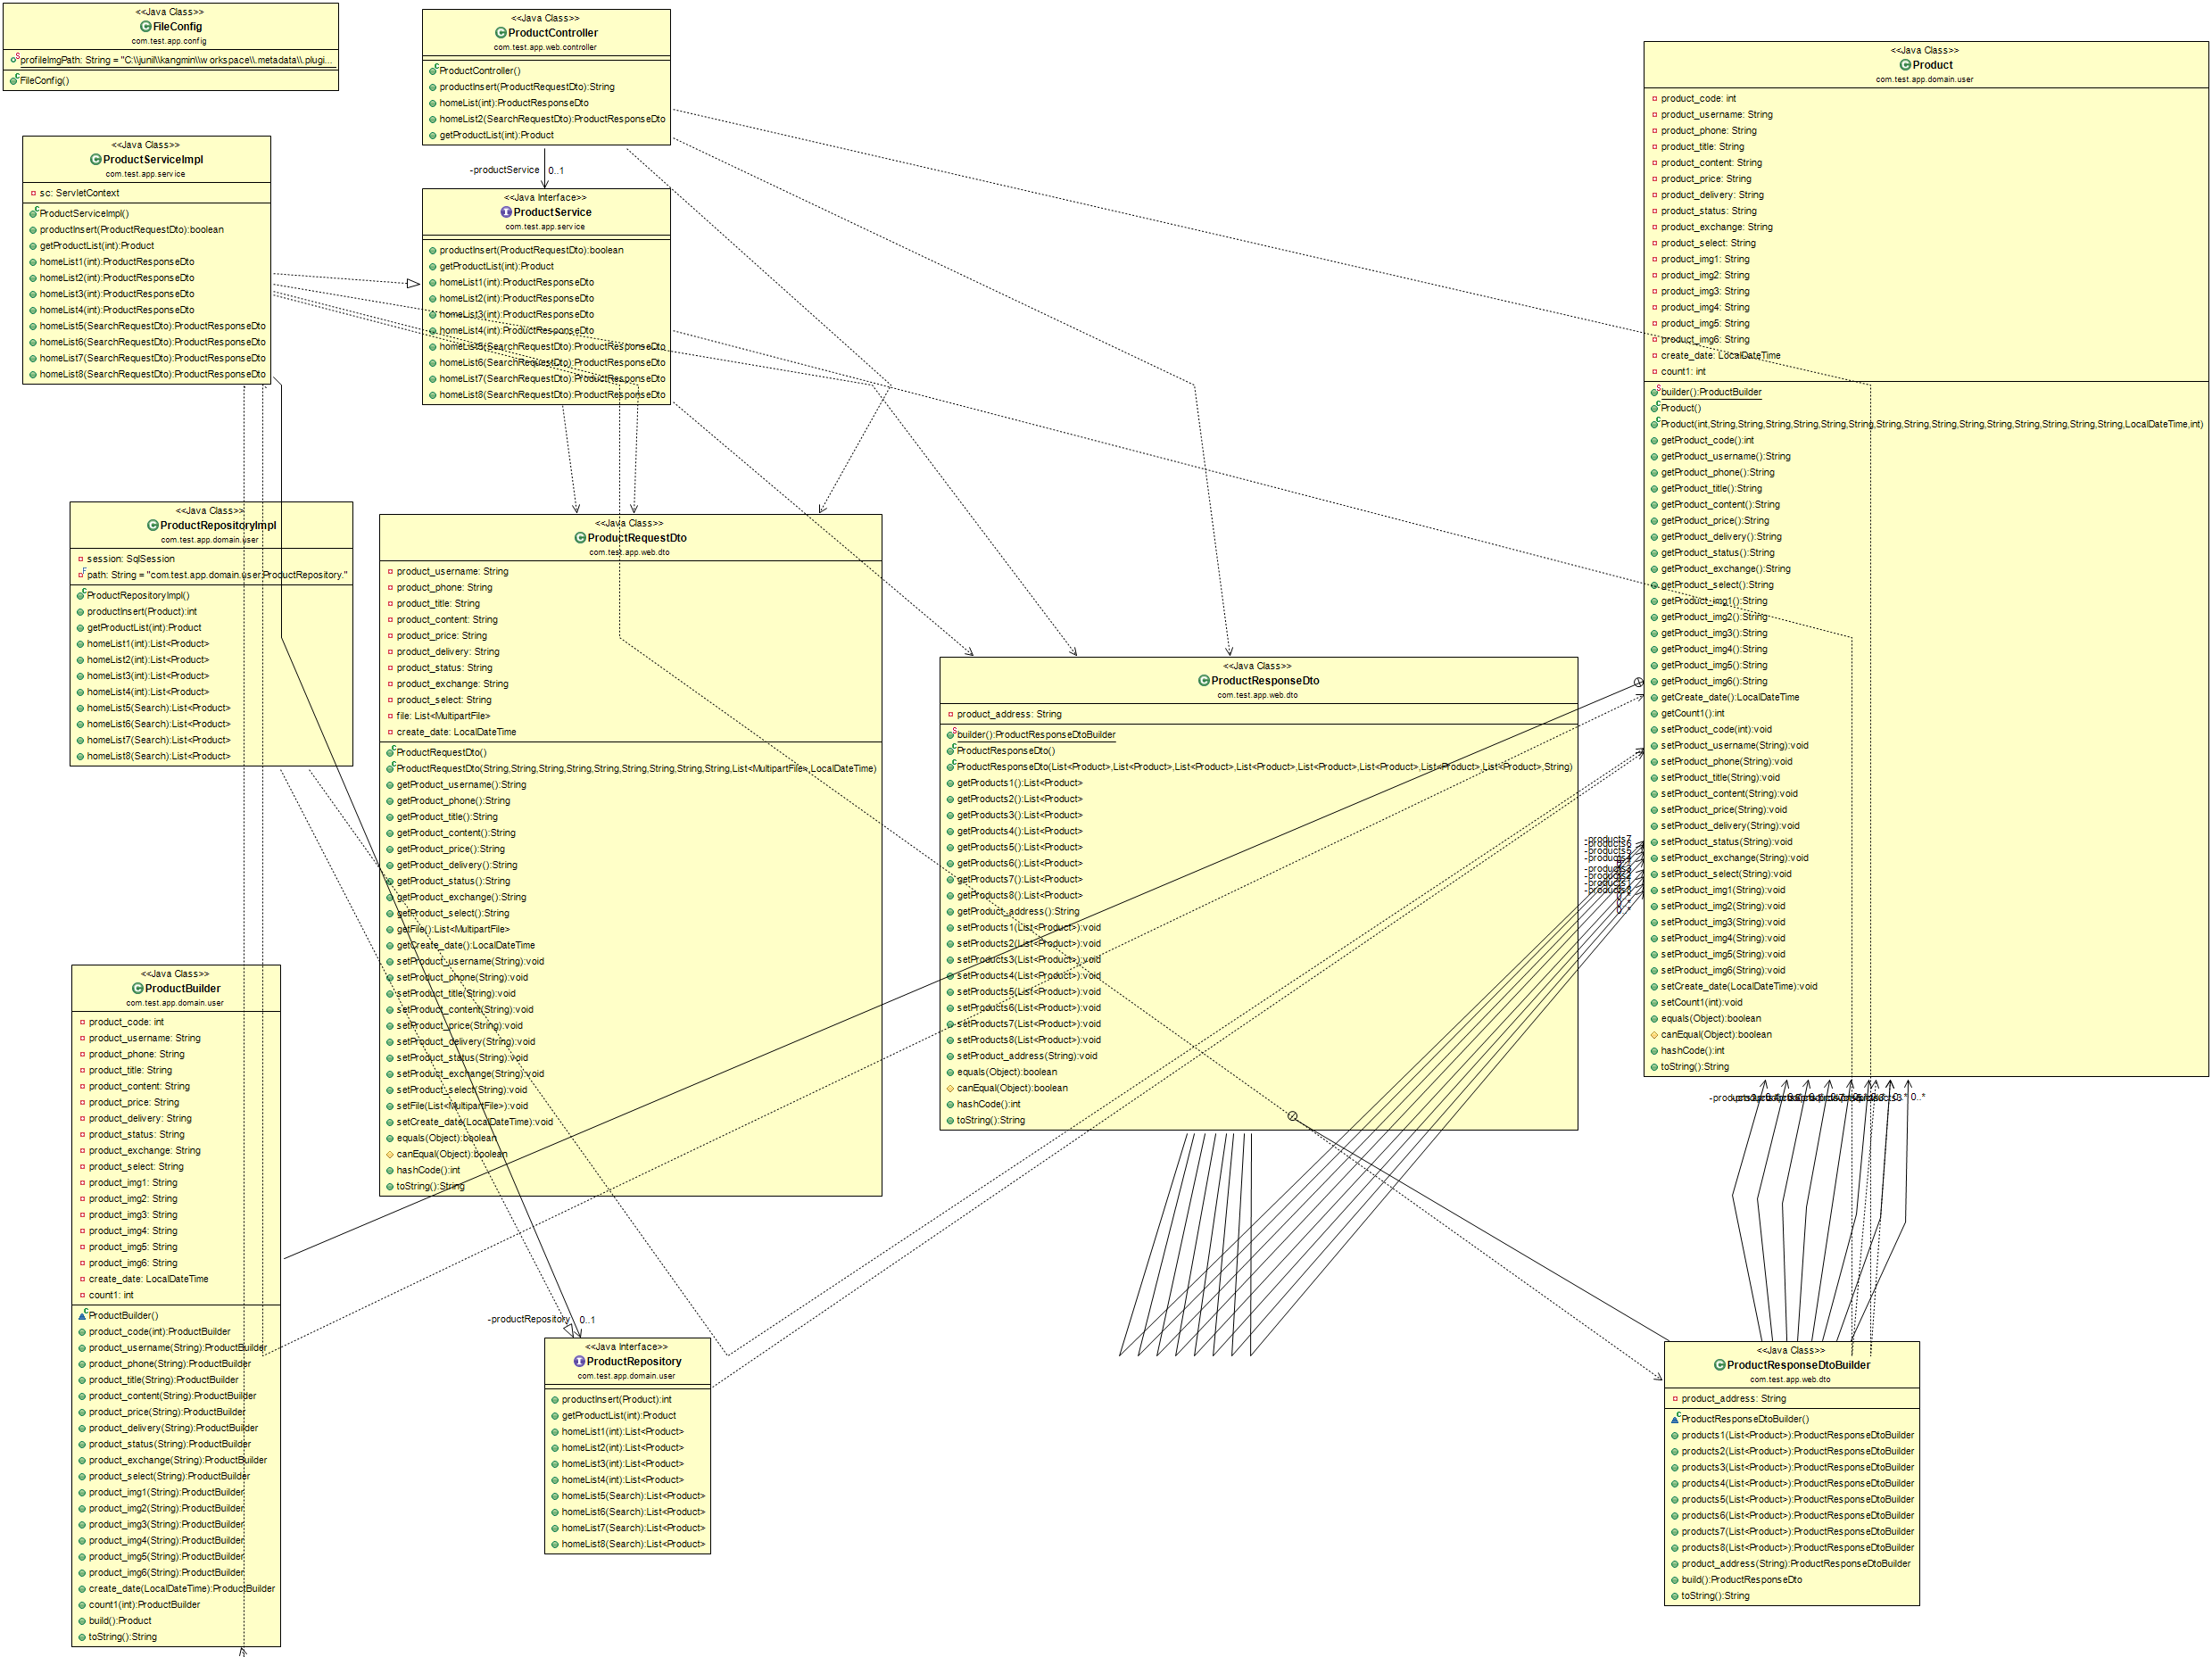 <<Java Class>>
FileConfig
com.test.app.config
profileImgPath: String = "C:\\junil\\kangmin\\w orkspace\\.metadata\\.plugi...
FileConfig()
<<Java Class>>
ProductController
com.test.app.web.controller
ProductController()
productInsert(ProductRequestDto):String
homeList(int):ProductResponseDto
homeList2(SearchRequestDto):ProductResponseDto
getProductList(int):Product
-productService
0..1
<<Java Class>>
ProductServiceImpl
com.test.app.service
sc: ServletContext
ProductServiceImpl()
productInsert(ProductRequestDto):boolean
getProductList(int):Product
homeList1(int):ProductResponseDto
homeList2(int):ProductResponseDto
homeList3(int):ProductResponseDto
homeList4(int):ProductResponseDto
homeList5(SearchRequestDto):ProductResponseDto
homeList6(SearchRequestDto):ProductResponseDto
homeList7(SearchRequestDto):ProductResponseDto
homeList8(SearchRequestDto):ProductResponseDto
<<Java Interface>>
ProductService
com.test.app.service
productInsert(ProductRequestDto):boolean
getProductList(int):Product
homeList1(int):ProductResponseDto
homeList2(int):ProductResponseDto
homeList3(int):ProductResponseDto
homeList4(int):ProductResponseDto
homeList5(SearchRequestDto):ProductResponseDto
homeList6(SearchRequestDto):ProductResponseDto
homeList7(SearchRequestDto):ProductResponseDto
homeList8(SearchRequestDto):ProductResponseDto
<<Java Class>>
Product
com.test.app.domain.user
product_code: int
product_username: String
product_phone: String
product_title: String
product_content: String
product_price: String
product_delivery: String
product_status: String
product_exchange: String
product_select: String
product_img1: String
product_img2: String
product_img3: String
product_img4: String
product_img5: String
product_img6: String
create_date: LocalDateTime
count1: int
builder():ProductBuilder
Product()
Product(int,String,String,String,String,String,String,String,String,String,String,String,String,String,String,String,LocalDateTime,int)
getProduct_code():int
getProduct_username():String
getProduct_phone():String
getProduct_title():String
getProduct_content():String
getProduct_price():String
getProduct_delivery():String
getProduct_status():String
getProduct_exchange():String
getProduct_select():String
getProduct_img1():String
getProduct_img2():String
getProduct_img3():String
getProduct_img4():String
getProduct_img5():String
getProduct_img6():String
getCreate_date():LocalDateTime
getCount1():int
setProduct_code(int):void
setProduct_username(String):void
setProduct_phone(String):void
setProduct_title(String):void
setProduct_content(String):void
setProduct_price(String):void
setProduct_delivery(String):void
setProduct_status(String):void
setProduct_exchange(String):void
setProduct_select(String):void
setProduct_img1(String):void
setProduct_img2(String):void
setProduct_img3(String):void
setProduct_img4(String):void
setProduct_img5(String):void
setProduct_img6(String):void
setCreate_date(LocalDateTime):void
setCount1(int):void
equals(Object):boolean
canEqual(Object):boolean
hashCode():int
toString():String
<<Java Class>>
ProductRepositoryImpl
com.test.app.domain.user
session: SqlSession
path: String = "com.test.app.domain.user.ProductRepository."
ProductRepositoryImpl()
productInsert(Product):int
getProductList(int):Product
homeList1(int):List<Product>
homeList2(int):List<Product>
homeList3(int):List<Product>
homeList4(int):List<Product>
homeList5(Search):List<Product>
homeList6(Search):List<Product>
homeList7(Search):List<Product>
homeList8(Search):List<Product>
<<Java Class>>
ProductRequestDto
com.test.app.web.dto
product_username: String
product_phone: String
product_title: String
product_content: String
product_price: String
product_delivery: String
product_status: String
product_exchange: String
product_select: String
file: List<MultipartFile>
create_date: LocalDateTime
ProductRequestDto()
ProductRequestDto(String,String,String,String,String,String,String,String,String,List<MultipartFile>,LocalDateTime)
getProduct_username():String
getProduct_phone():String
getProduct_title():String
getProduct_content():String
getProduct_price():String
getProduct_delivery():String
getProduct_status():String
getProduct_exchange():String
getProduct_select():String
getFile():List<MultipartFile>
getCreate_date():LocalDateTime
setProduct_username(String):void
setProduct_phone(String):void
setProduct_title(String):void
setProduct_content(String):void
setProduct_price(String):void
setProduct_delivery(String):void
setProduct_status(String):void
setProduct_exchange(String):void
setProduct_select(String):void
setFile(List<MultipartFile>):void
setCreate_date(LocalDateTime):void
equals(Object):boolean
canEqual(Object):boolean
hashCode():int
toString():String
<<Java Class>>
ProductResponseDto
com.test.app.web.dto
product_address: String
builder():ProductResponseDtoBuilder
ProductResponseDto()
ProductResponseDto(List<Product>,List<Product>,List<Product>,List<Product>,List<Product>,List<Product>,List<Product>,List<Product>,String)
getProducts1():List<Product>
getProducts2():List<Product>
getProducts3():List<Product>
getProducts4():List<Product>
getProducts5():List<Product>
getProducts6():List<Product>
getProducts7():List<Product>
getProducts8():List<Product>
getProduct_address():String
setProducts1(List<Product>):void
setProducts2(List<Product>):void
setProducts3(List<Product>):void
setProducts4(List<Product>):void
setProducts5(List<Product>):void
setProducts6(List<Product>):void
setProducts7(List<Product>):void
setProducts8(List<Product>):void
setProduct_address(String):void
equals(Object):boolean
canEqual(Object):boolean
hashCode():int
toString():String
-products7
0..*
<<Java Class>>
ProductBuilder
com.test.app.domain.user
product_code: int
product_username: String
product_phone: String
product_title: String
product_content: String
product_price: String
product_delivery: String
product_status: String
product_exchange: String
product_select: String
product_img1: String
product_img2: String
product_img3: String
product_img4: String
product_img5: String
product_img6: String
create_date: LocalDateTime
count1: int
ProductBuilder()
product_code(int):ProductBuilder
product_username(String):ProductBuilder
product_phone(String):ProductBuilder
product_title(String):ProductBuilder
product_content(String):ProductBuilder
product_price(String):ProductBuilder
product_delivery(String):ProductBuilder
product_status(String):ProductBuilder
product_exchange(String):ProductBuilder
product_select(String):ProductBuilder
product_img1(String):ProductBuilder
product_img2(String):ProductBuilder
product_img3(String):ProductBuilder
product_img4(String):ProductBuilder
product_img5(String):ProductBuilder
product_img6(String):ProductBuilder
create_date(LocalDateTime):ProductBuilder
count1(int):ProductBuilder
build():Product
toString():String
-productRepository
0..1
<<Java Interface>>
ProductRepository
com.test.app.domain.user
productInsert(Product):int
getProductList(int):Product
homeList1(int):List<Product>
homeList2(int):List<Product>
homeList3(int):List<Product>
homeList4(int):List<Product>
homeList5(Search):List<Product>
homeList6(Search):List<Product>
homeList7(Search):List<Product>
homeList8(Search):List<Product>
0..*
<<Java Class>>
ProductResponseDtoBuilder
com.test.app.web.dto
product_address: String
ProductResponseDtoBuilder()
products1(List<Product>):ProductResponseDtoBuilder
products2(List<Product>):ProductResponseDtoBuilder
products3(List<Product>):ProductResponseDtoBuilder
products4(List<Product>):ProductResponseDtoBuilder
products5(List<Product>):ProductResponseDtoBuilder
products6(List<Product>):ProductResponseDtoBuilder
products7(List<Product>):ProductResponseDtoBuilder
products8(List<Product>):ProductResponseDtoBuilder
product_address(String):ProductResponseDtoBuilder
build():ProductResponseDto
toString():String